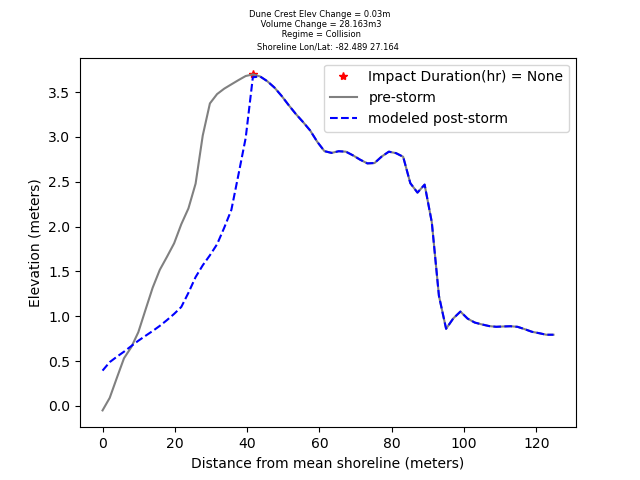 Dune Crest Elev Change = 0.03m
Volume Change = 28.163m3
Regime = Collision
Shoreline Lon/Lat: -82.489 27.164
Impact Duration(hr) = None
pre-storm
modeled post-storm
Elevation (meters)
3.5
3.0
2.5
2.0
1.5
1.0
0.5
0.0
0 20 40 60 80 100 120
Distance from mean shoreline (meters)